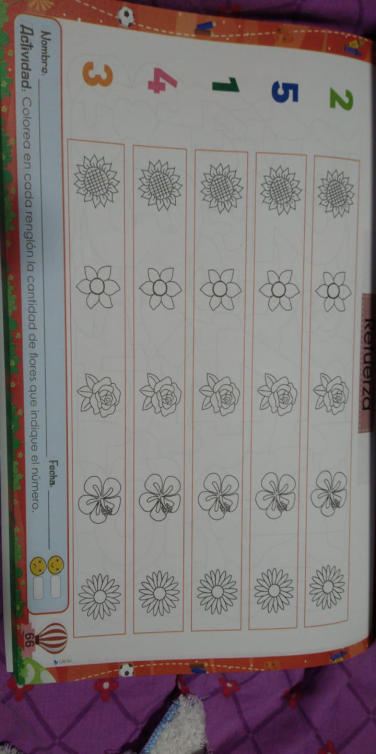 Refuerza
2
5
1
4
3
Nombre. Fecha.
Actividad. Colorea en cada renglón la cantidad de flores que indique el número.
66